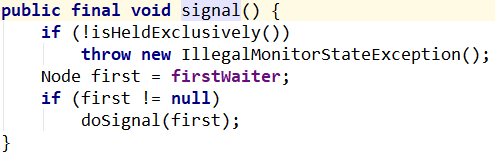 public final void signal() {
    if (!isHeldExclusively())
        throw new IllegalMonitorStateException();
    Node first = firstWaiter;
    if (first != null)
        doSignal(first);
}